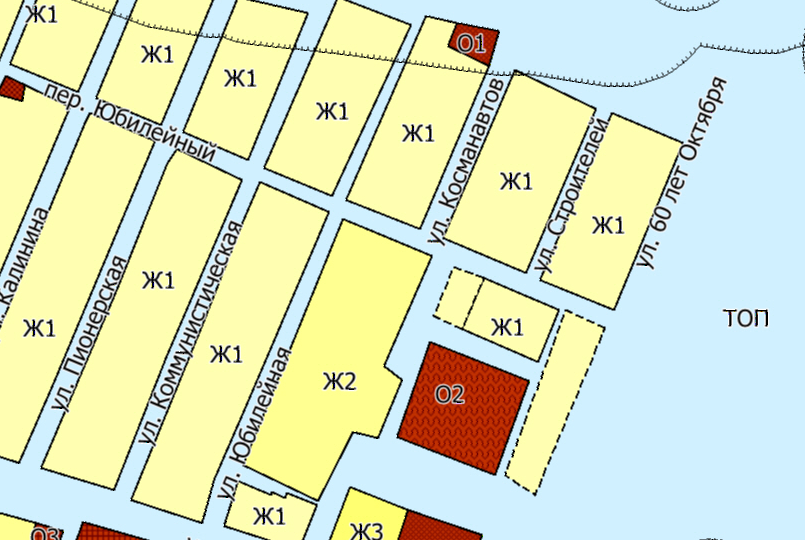 Ж1
О1
Ж1
Ж1
Ж1
Ж1
пер. Юбилейный
ул. Космонавтов
ул. Строителей
ул. 60 лет Октября
Ж1
Ж1
Калинина
ул. Пионерская
ул. Коммунистическая
ул. Юбилейная
Ж1
Ж1
Ж1
Ж2
Ж1
О2
ТОП
Ж1
Ж3
О3